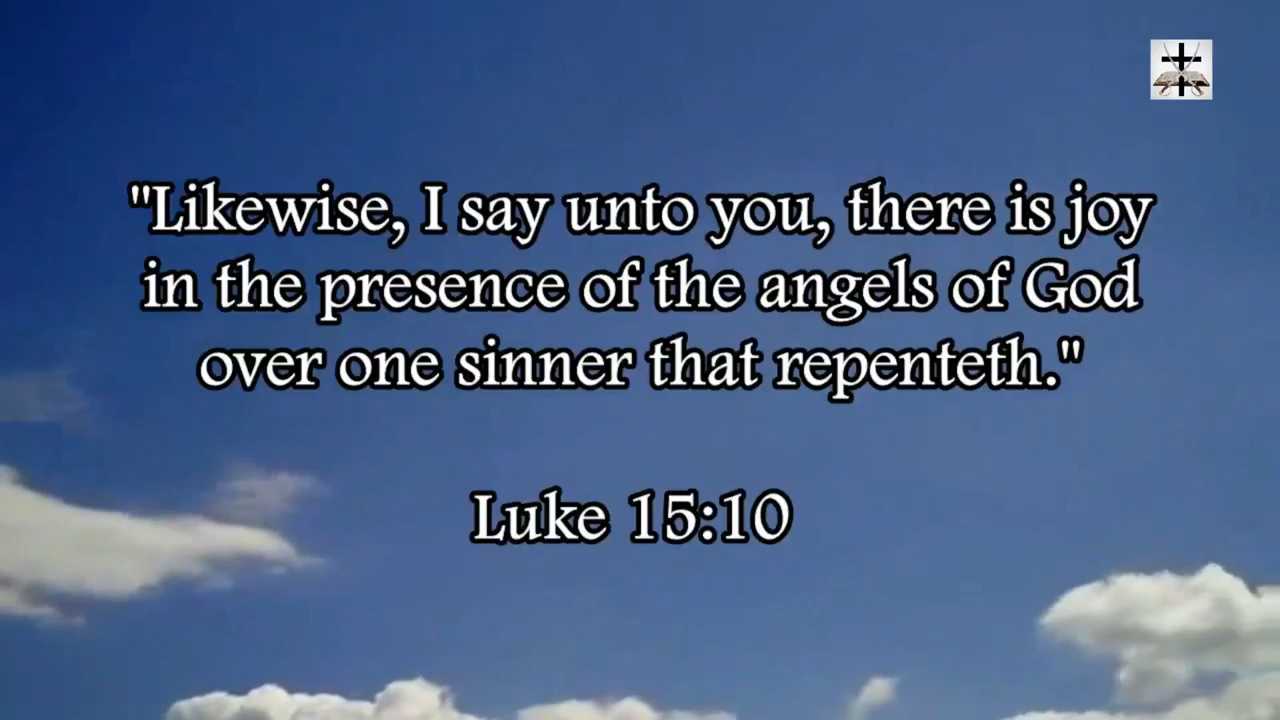 "Likewise, I say unto you, there is joy
in the presence of the angels of God
over one sinner that repenteth."
Luke 15:10